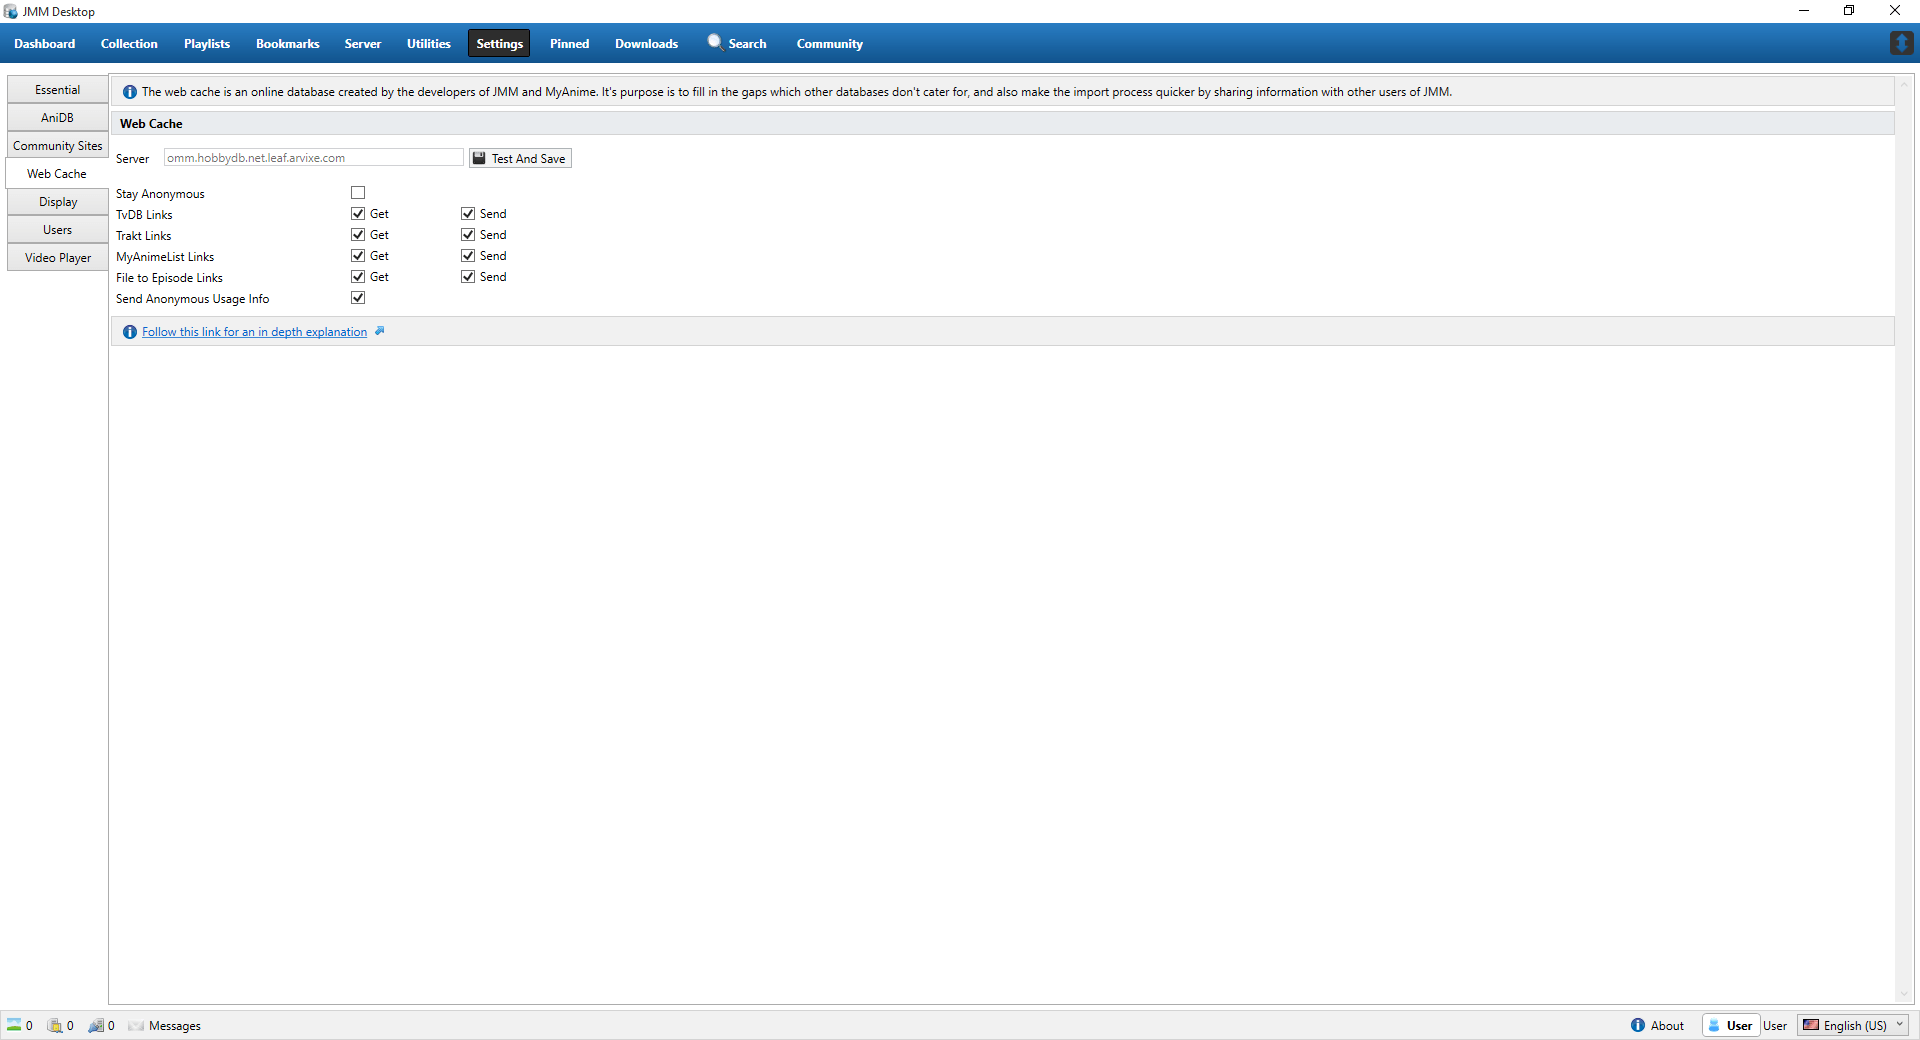 JMM Desktop
Dashboard Collection Playlists Bookmarks Server Utilities Settings Pinned Downloads Search Community
Essential
AniDB
Community Sites
Web Cache
Display
Users
Video Player
The web cache is an online database created by the developers of JMM and MyAnime. It's purpose is to fill in the gaps which other databases don't cater for, and also make the import process quicker by sharing information with other users of JMM.
Web Cache
Server omm.hobbydb.net.leaf.arvixe.com Test And Save
Stay Anonymous
TvDB Links Get Send
Trakt Links Get Send
MyAnimeList Links Get Send
File to Episode Links Get Send
Send Anonymous Usage Info
Follow this link for an in depth explanation
0 0 0 Messages
About User User English (US)